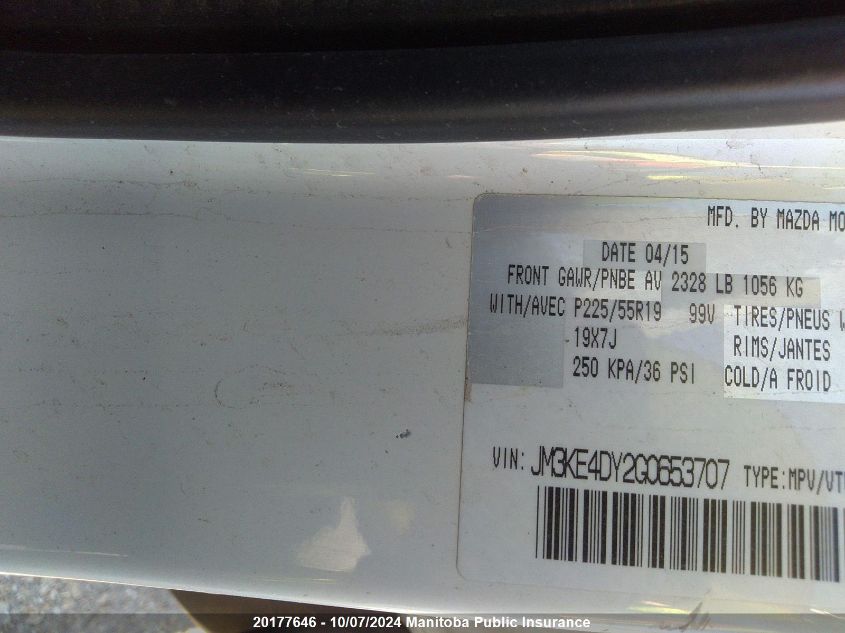 MFD. BY MAZDA MO
DATE 04/15
FRONT GAWR/PNBE AV 2328 LB 1056 KG
WITH/AVEC P225/55R19 99V TIRES/PNEUS W
19X7J RIMS/JANTES
250 KPA/36 PSI COLD/A FROID
VIN: JM3KE4DY2G0653707 TYPE:MPV/VT
20177646 - 10/07/2024 Manitoba Public Insurance